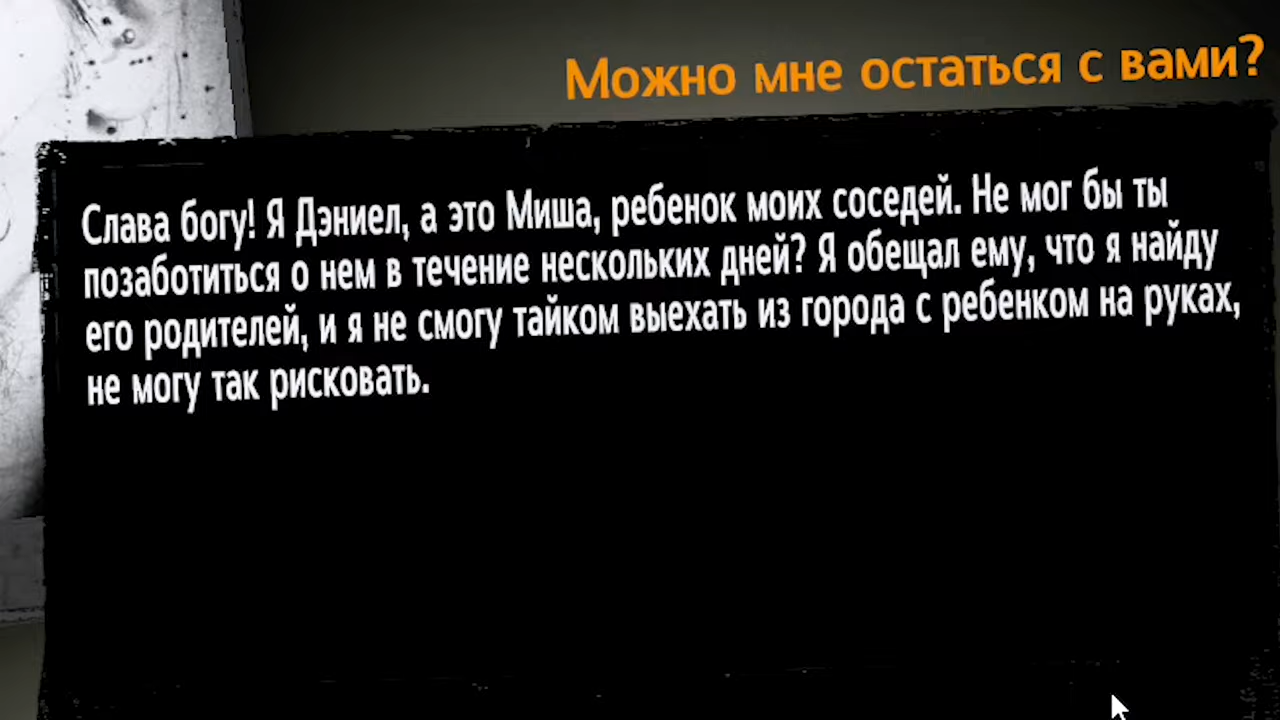 Можно мне остаться с вами?
Слава богу! Я Дэниел, а это Миша, ребенок моих соседей. Не мог бы ты
позаботиться о нем в течение нескольких дней? Я обещал ему, что я найду
его родителей, и я не смогу тайком выехать из города с ребенком на руках,
не могу так рисковать.